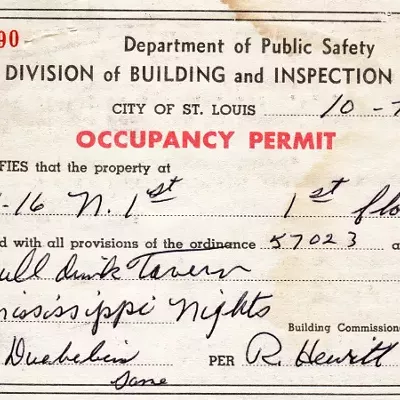 90
Department of Public Safety
DIVISION of BUILDING and INSPECTION
CITY OF ST. LOUIS 10 -
OCCUPANCY PERMIT
FIES that the property at
-16 N. 1st 1st flo
d with all provisions of the ordinance 57023 a
ull drink Tavern
mississippi Nights
Building Commissione
PER R. Hewitt
same